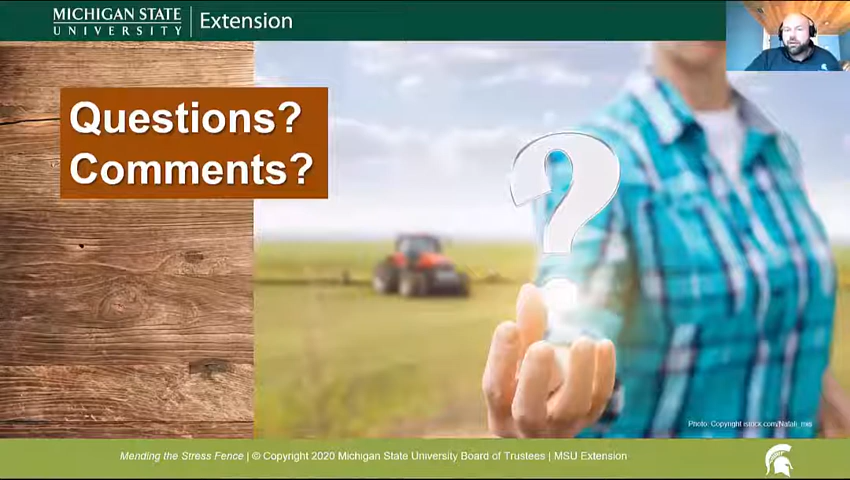 MICHIGAN STATE
UNIVERSITY
Extension
Questions?
Comments?
?
Photo: Copyright istock.com/Natali_mis
Mending the Stress Fence | © Copyright 2020 Michigan State University Board of Trustees | MSU Extension